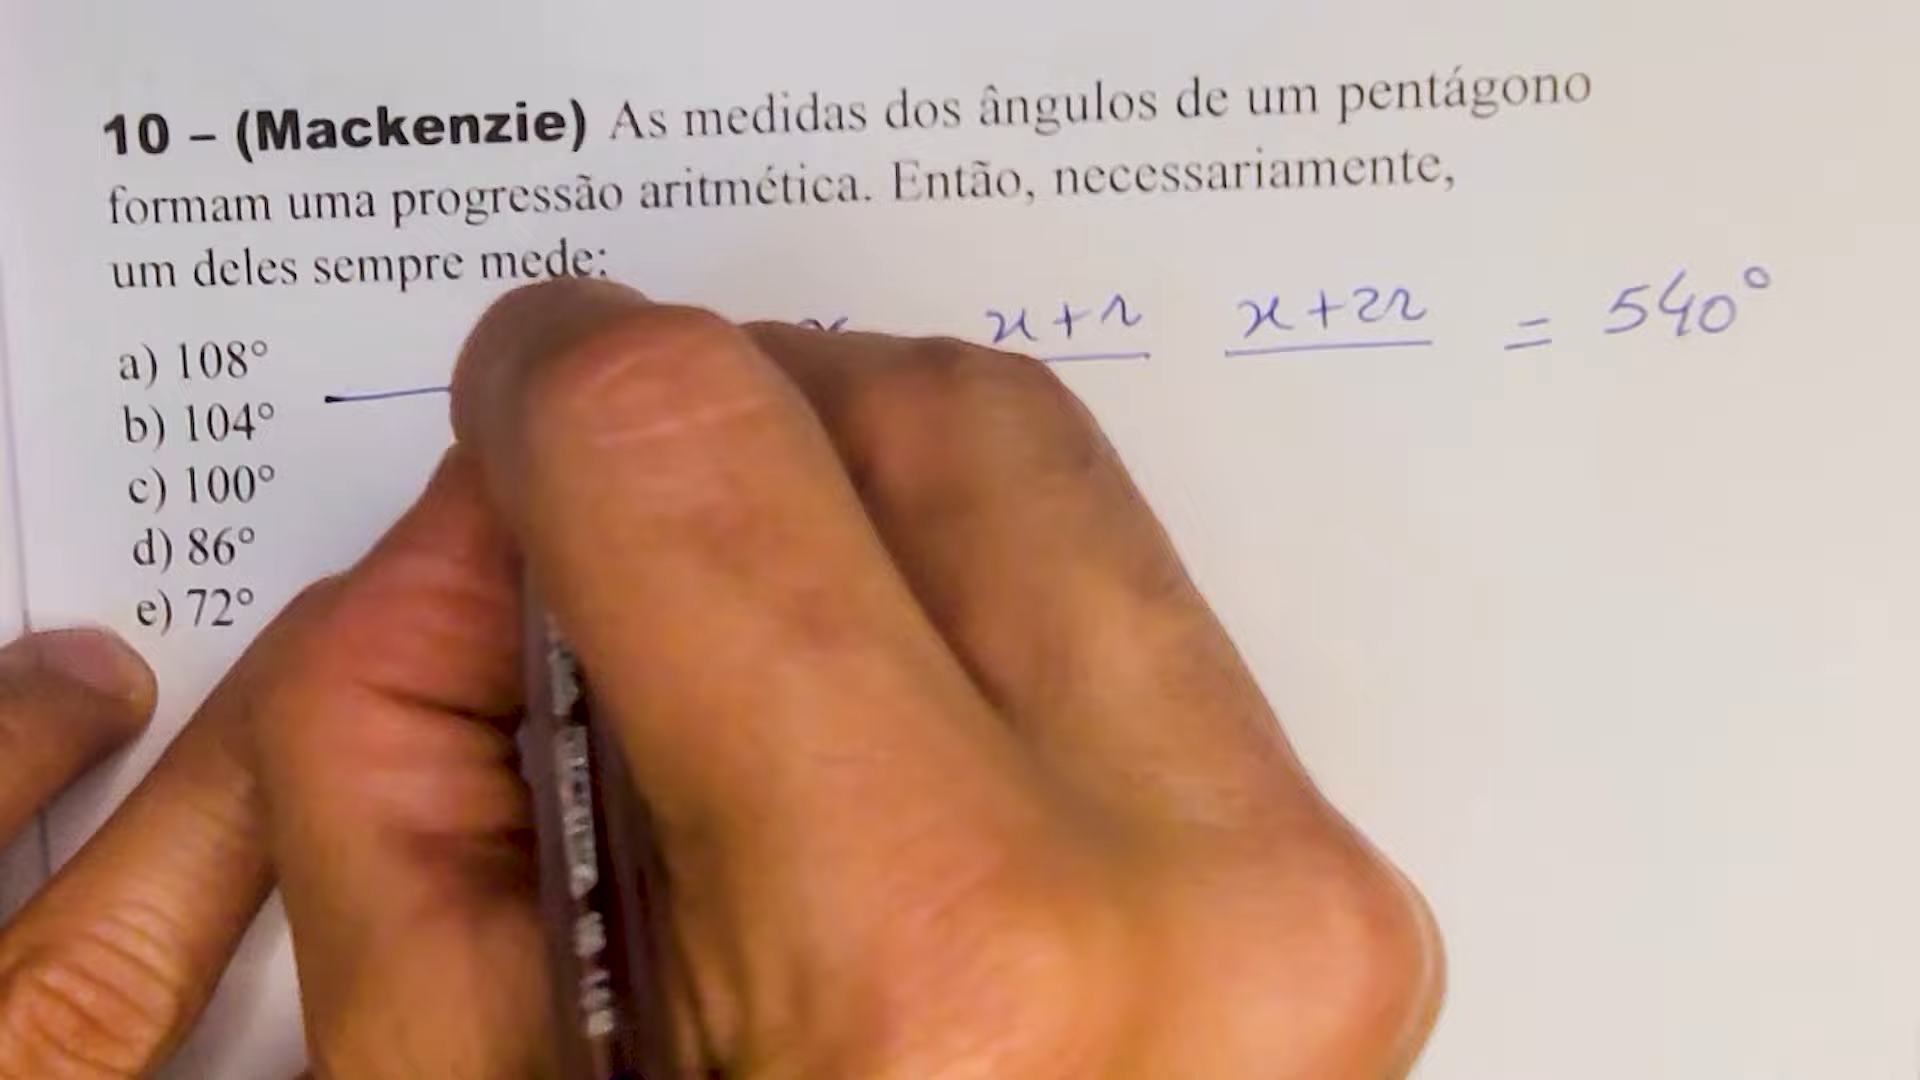 10 – (Mackenzie) As medidas dos ângulos de um pentágono
formam uma progressão aritmética. Então, necessariamente,
um deles sempre mede:
x x+r x+2r = 540°
a) 108°
b) 104°
c) 100°
d) 86°
e) 72°